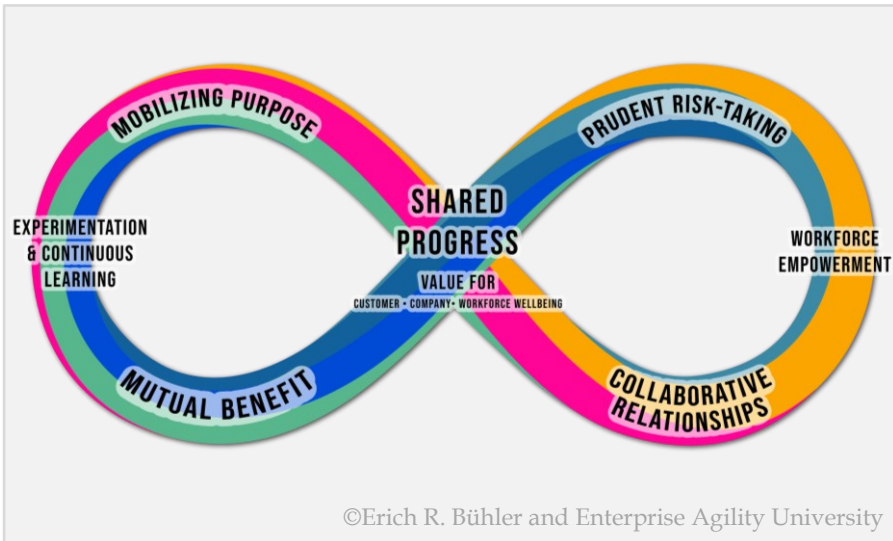 MOBILIZING PURPOSE
PRUDENT RISK-TAKING
SHARED
PROGRESS
VALUE FOR
CUSTOMER • COMPANY• WORKFORCE WELLBEING
EXPERIMENTATION
& CONTINUOUS
LEARNING
WORKFORCE
EMPOWERMENT
MUTUAL BENEFIT
COLLABORATIVE
RELATIONSHIPS
©Erich R. Bühler and Enterprise Agility University